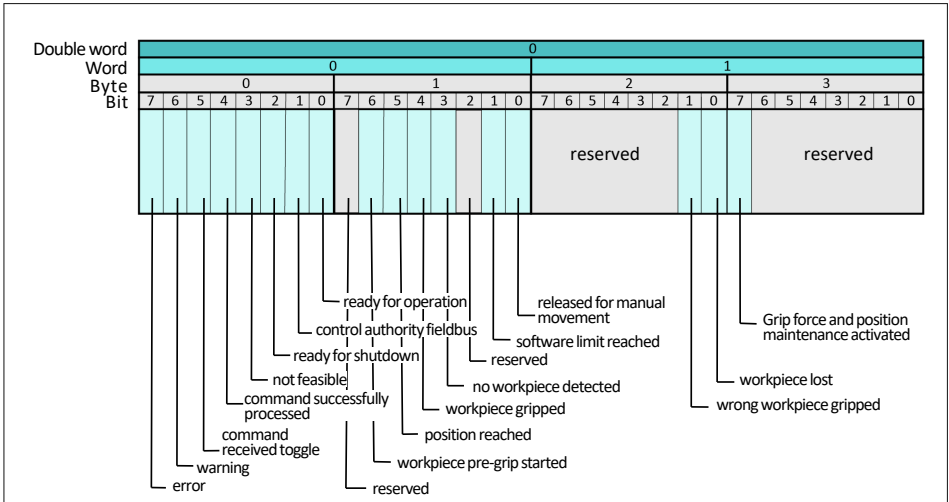 Double word 0
Word 0 1
Byte 0 1 2 3
Bit 7 6 5 4 3 2 1 0 7 6 5 4 3 2 1 0 7 6 5 4 3 2 1 0 7 6 5 4 3 2 1 0
reserved reserved
ready for operation
released for manual
movement
control authority fieldbus
Grip force and position
maintenance activated
software limit reached
ready for shutdown
reserved
not feasible
no workpiece detected
workpiece lost
command successfully
processed
workpiece gripped
wrong workpiece gripped
command
received toggle
position reached
warning
workpiece pre-grip started
error
reserved